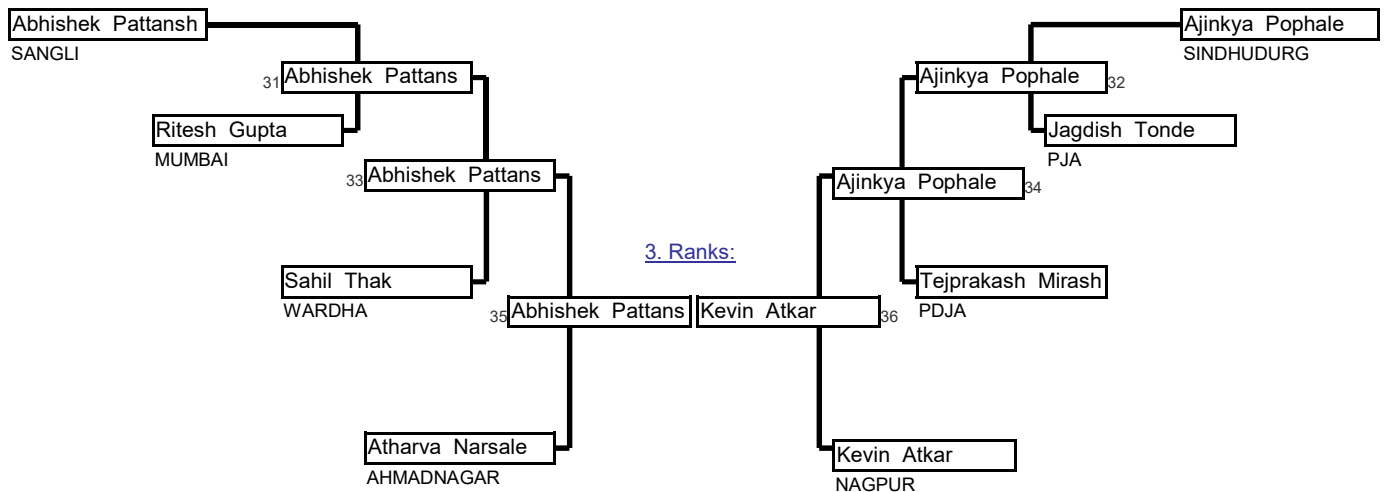 Abhishek Pattansh
SANGLI
31 Abhishek Pattans
Ritesh Gupta
MUMBAI
33 Abhishek Pattans
Sahil Thak
WARDHA
35 Abhishek Pattans
Atharva Narsale
AHMADNAGAR
3. Ranks:
Ajinkya Pophale
SINDHUDURG
Ajinkya Pophale 32
Jagdish Tonde
PJA
Ajinkya Pophale 34
Tejprakash Mirash
PDJA
Kevin Atkar 36
Kevin Atkar
NAGPUR